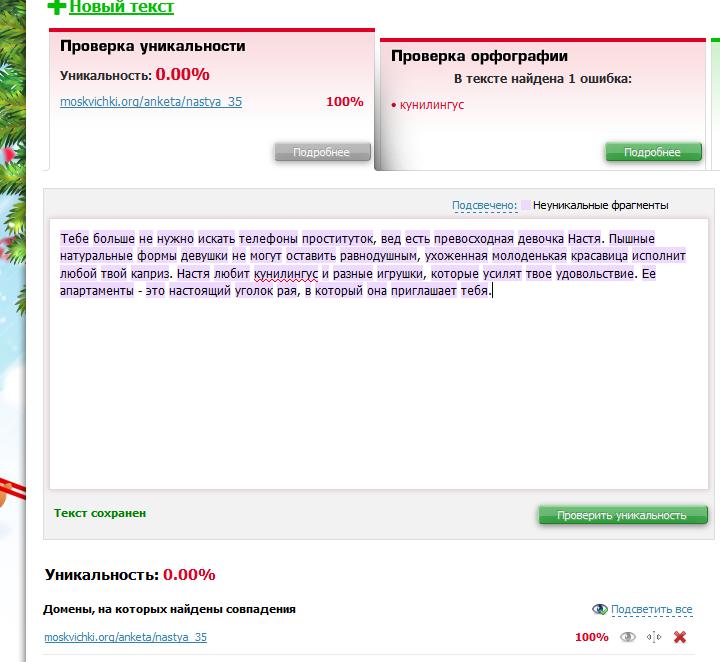 Новый текст
Проверка уникальности
Уникальность: 0.00%
moskvichki.org/anketa/nastya_35 100%
Подробнее
Проверка орфографии
В тексте найдена 1 ошибка:
• кунилингус
Подробнее
Подсвечено: Неуникальные фрагменты
Тебе больше не нужно искать телефоны проституток, вед есть превосходная девочка Настя. Пышные
натуральные формы девушки не могут оставить равнодушным, ухоженная молоденькая красавица исполнит
любой твой каприз. Настя любит кунилингус и разные игрушки, которые усилят твое удовольствие. Ее
апартаменты - это настоящий уголок рая, в который она приглашает тебя.
Текст сохранен
Проверить уникальность
Уникальность: 0.00%
Домены, на которых найдены совпадения
Подсветить все
moskvichki.org/anketa/nastya_35 100%